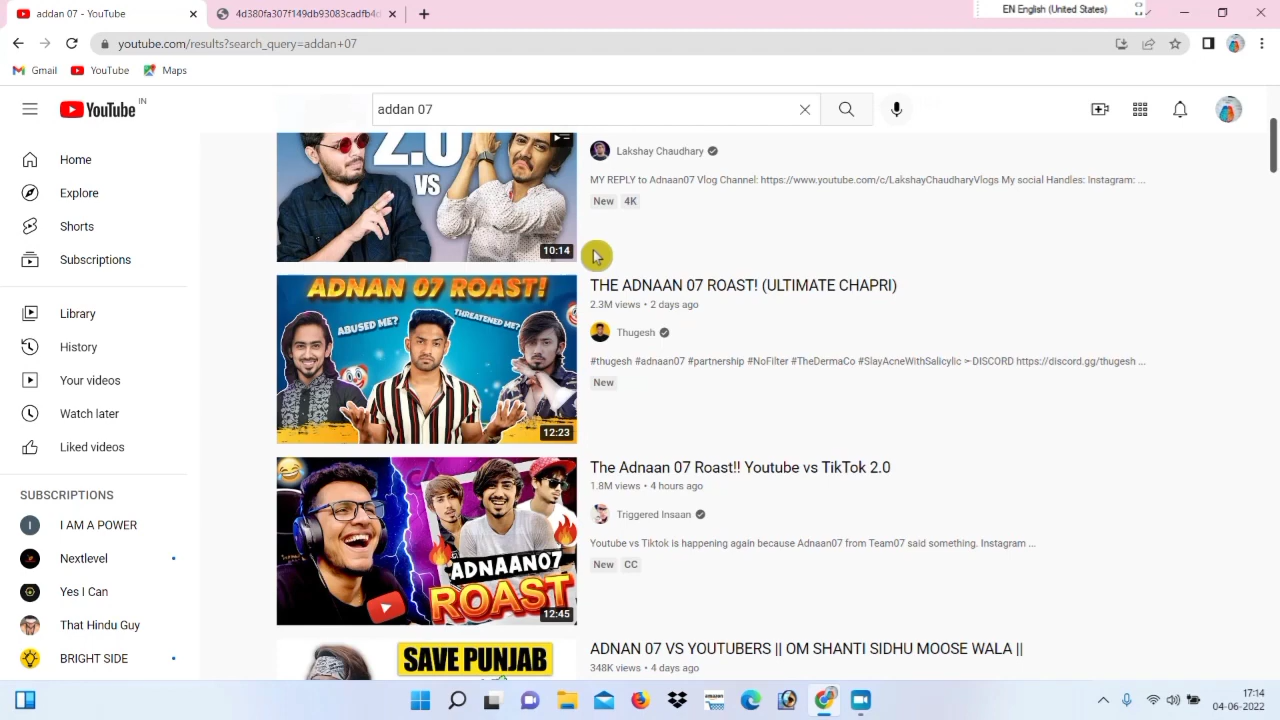 addan 07 - YouTube
4d380fa307f149db93083cadfb4d
EN English (United States)
youtube.com/results?search_query=addan+07
Gmail
YouTube
Maps
YouTube
IN
addan 07
Home
Explore
Shorts
Subscriptions
Library
History
Your videos
Watch later
Liked videos
SUBSCRIPTIONS
I AM A POWER
Nextlevel
Yes I Can
That Hindu Guy
BRIGHT SIDE
2.0
VS
10:14
Lakshay Chaudhary
MY REPLY to Adnaan07 Vlog Channel: https://www.youtube.com/c/LakshayChaudharyVlogs My social Handles: Instagram: ...
New 4K
ADNAN 07 ROAST!
ABUSED ME?
THREATENED ME?
12:23
THE ADNAAN 07 ROAST! (ULTIMATE CHAPRI)
2.3M views • 2 days ago
Thugesh
#thugesh #adnaan07 #partnership #NoFilter #TheDermaCo #SlayAcneWithSalicylic ➢DISCORD https://discord.gg/thugesh ...
New
ADNAAN07
ROAST
12:45
The Adnaan 07 Roast!! Youtube vs TikTok 2.0
1.8M views • 4 hours ago
Triggered Insaan
Youtube vs Tiktok is happening again because Adnaan07 from Team07 said something. Instagram ...
New CC
SAVE PUNJAB
ADNAN 07 VS YOUTUBERS || OM SHANTI SIDHU MOOSE WALA ||
348K views • 4 days ago
17:14
04-06-2022